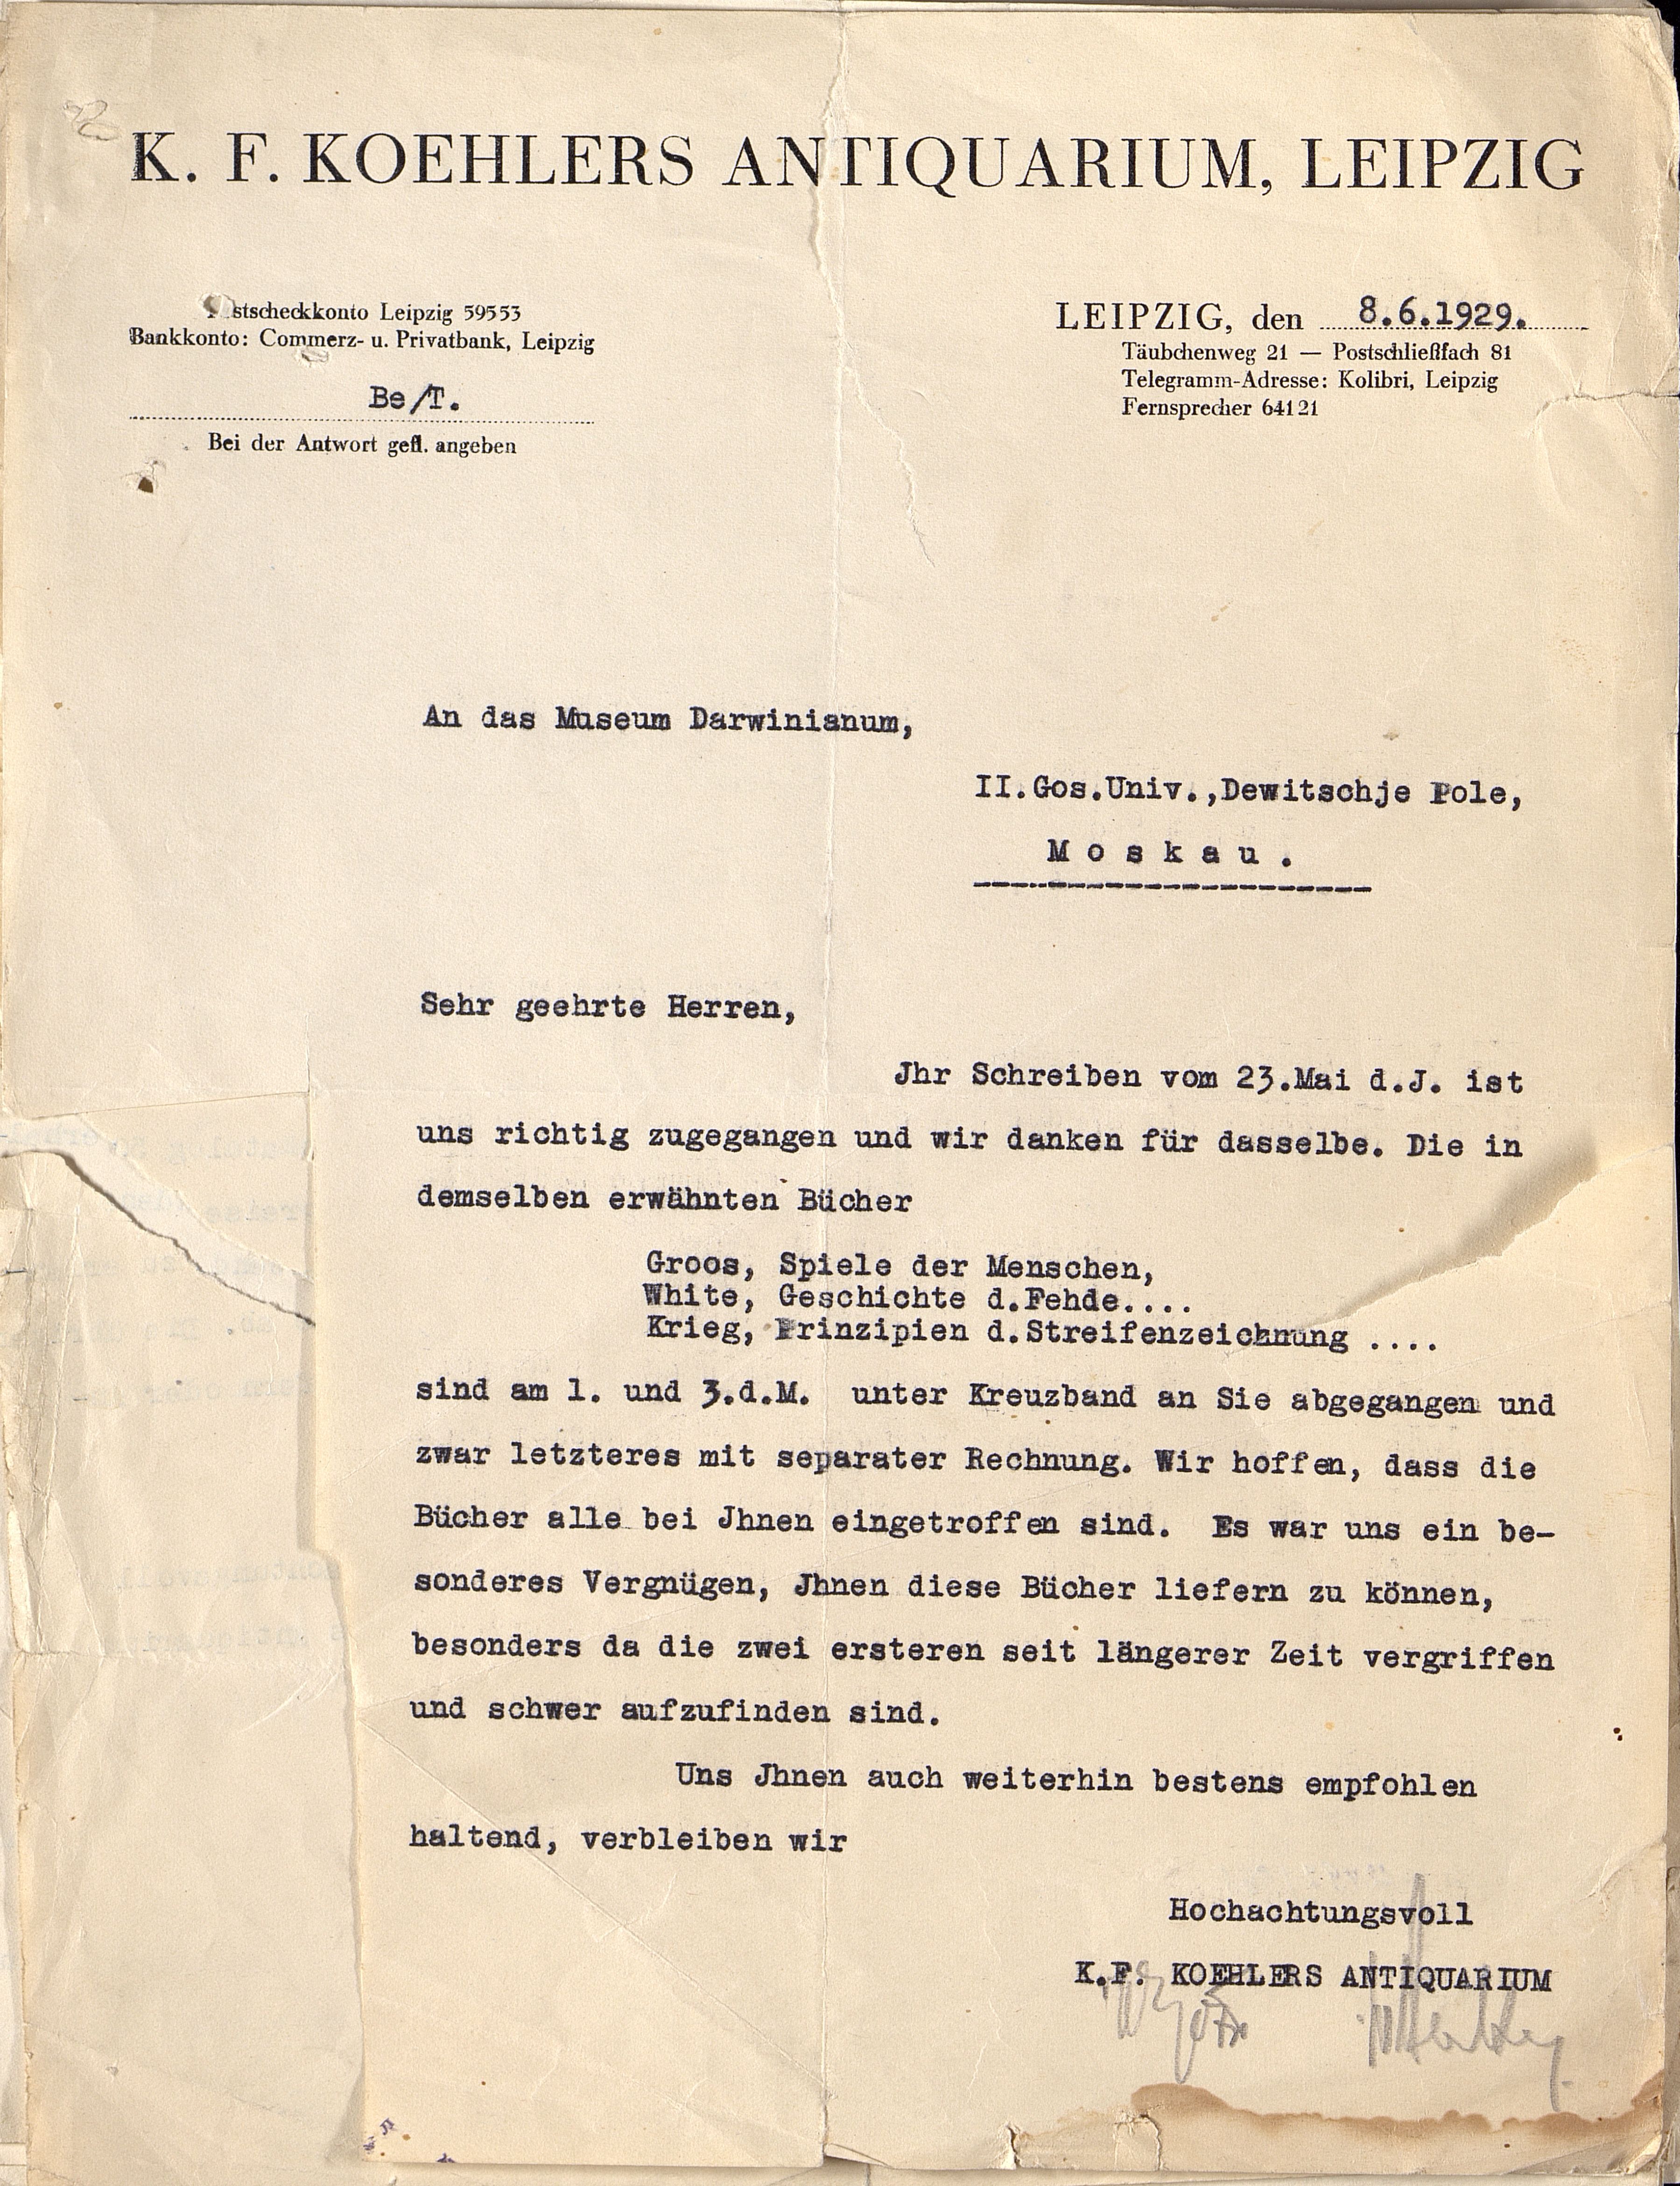 K. F. KOEHLERS ANTIQUARIUM, LEIPZIG
stscheckkonto Leipzig 59553
Bankkonto: Commerz- u. Privatbank, Leipzig
Be/T.
Bei der Antwort gefl. angeben
LEIPZIG, den 8.6.1929.
Täubchenweg 21 — Postschließfach 81
Telegramm-Adresse: Kolibri, Leipzig
Fernsprecher 64121
An das Museum Darwinianum,
II.Gos.Univ.,Dewitschje Pole,
M o s k a u .
Sehr geehrte Herren,
Jhr Schreiben vom 23.Mai d.J. ist
uns richtig zugegangen und wir danken für dasselbe. Die in
demselben erwähnten Bücher
Groos, Spiele der Menschen,
White, Geschichte d.Fehde....
Krieg, Prinzipien d.Streifenzeichnung ....
sind am 1. und 3.d.M. unter Kreuzband an Sie abgegangen und
zwar letzteres mit separater Rechnung. Wir hoffen, dass die
Bücher alle bei Jhnen eingetroffen sind. Es war uns ein be-
sonderes Vergnügen, Jhnen diese Bücher liefern zu können,
besonders da die zwei ersteren seit längerer Zeit vergriffen
und schwer aufzufinden sind.
Uns Jhnen auch weiterhin bestens empfohlen
haltend, verbleiben wir
Hochachtungsvoll
K.F. KOEHLERS ANTIQUARIUM